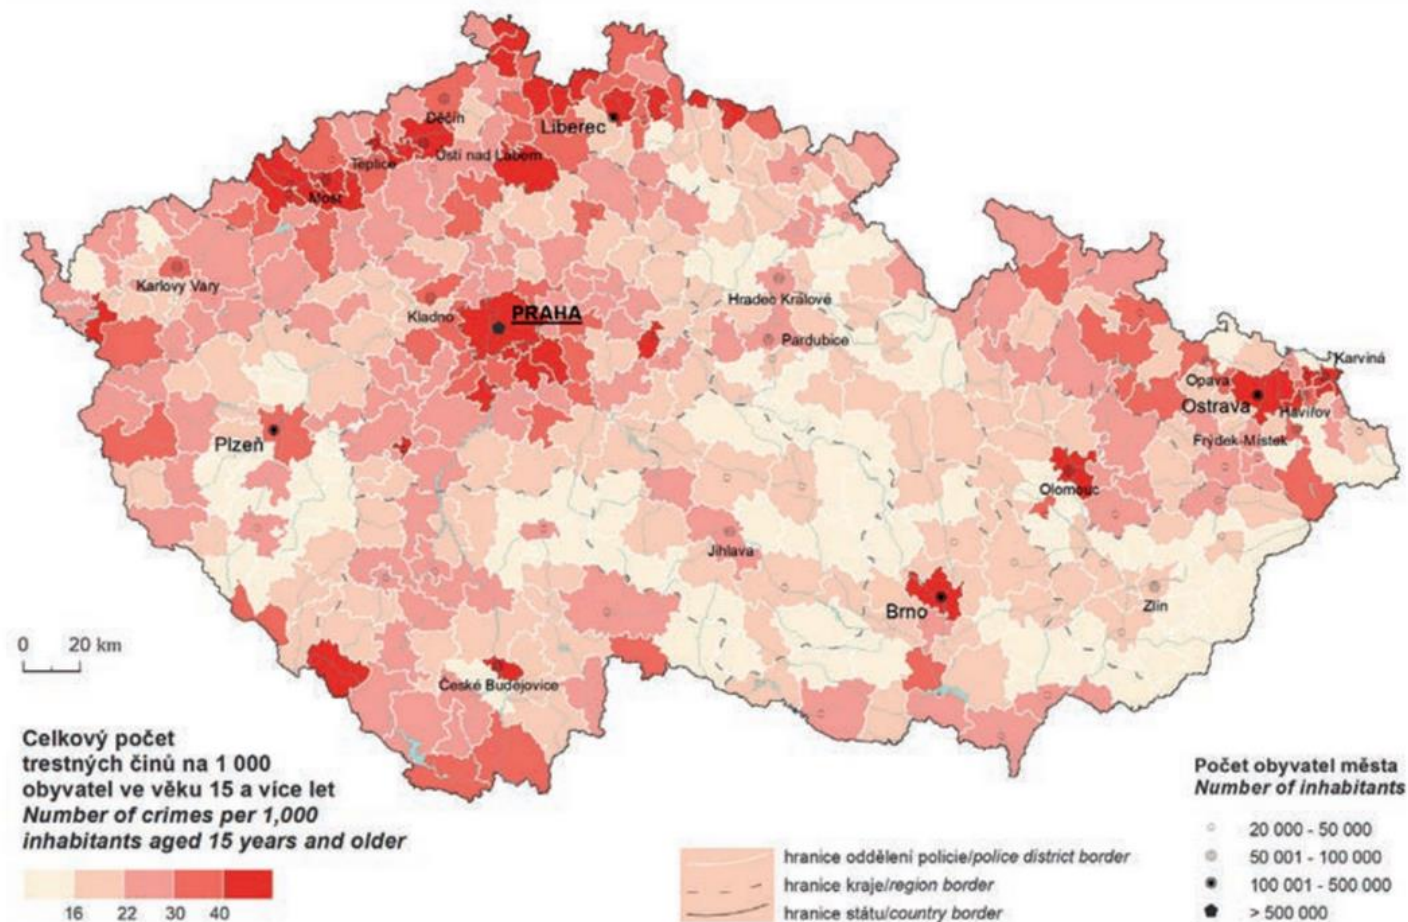 Děčín
Liberec
Teplice
Ústí nad Labem
Most
Karlovy Vary
Kladno
PRAHA
Hradec Králové
Pardubice
Karviná
Opava
Ostrava
Havířov
Plzeň
Frýdek-Místek
Olomouc
Jihlava
Brno
Zlín
České Budějovice
0 20 km
Celkový počet
trestných činů na 1 000
obyvatel ve věku 15 a více let
Number of crimes per 1,000
inhabitants aged 15 years and older
16 22 30 40
hranice oddělení policie/police district border
hranice kraje/region border
hranice státu/country border
Počet obyvatel města
Number of inhabitants
20 000 - 50 000
50 001 - 100 000
100 001 - 500 000
> 500 000